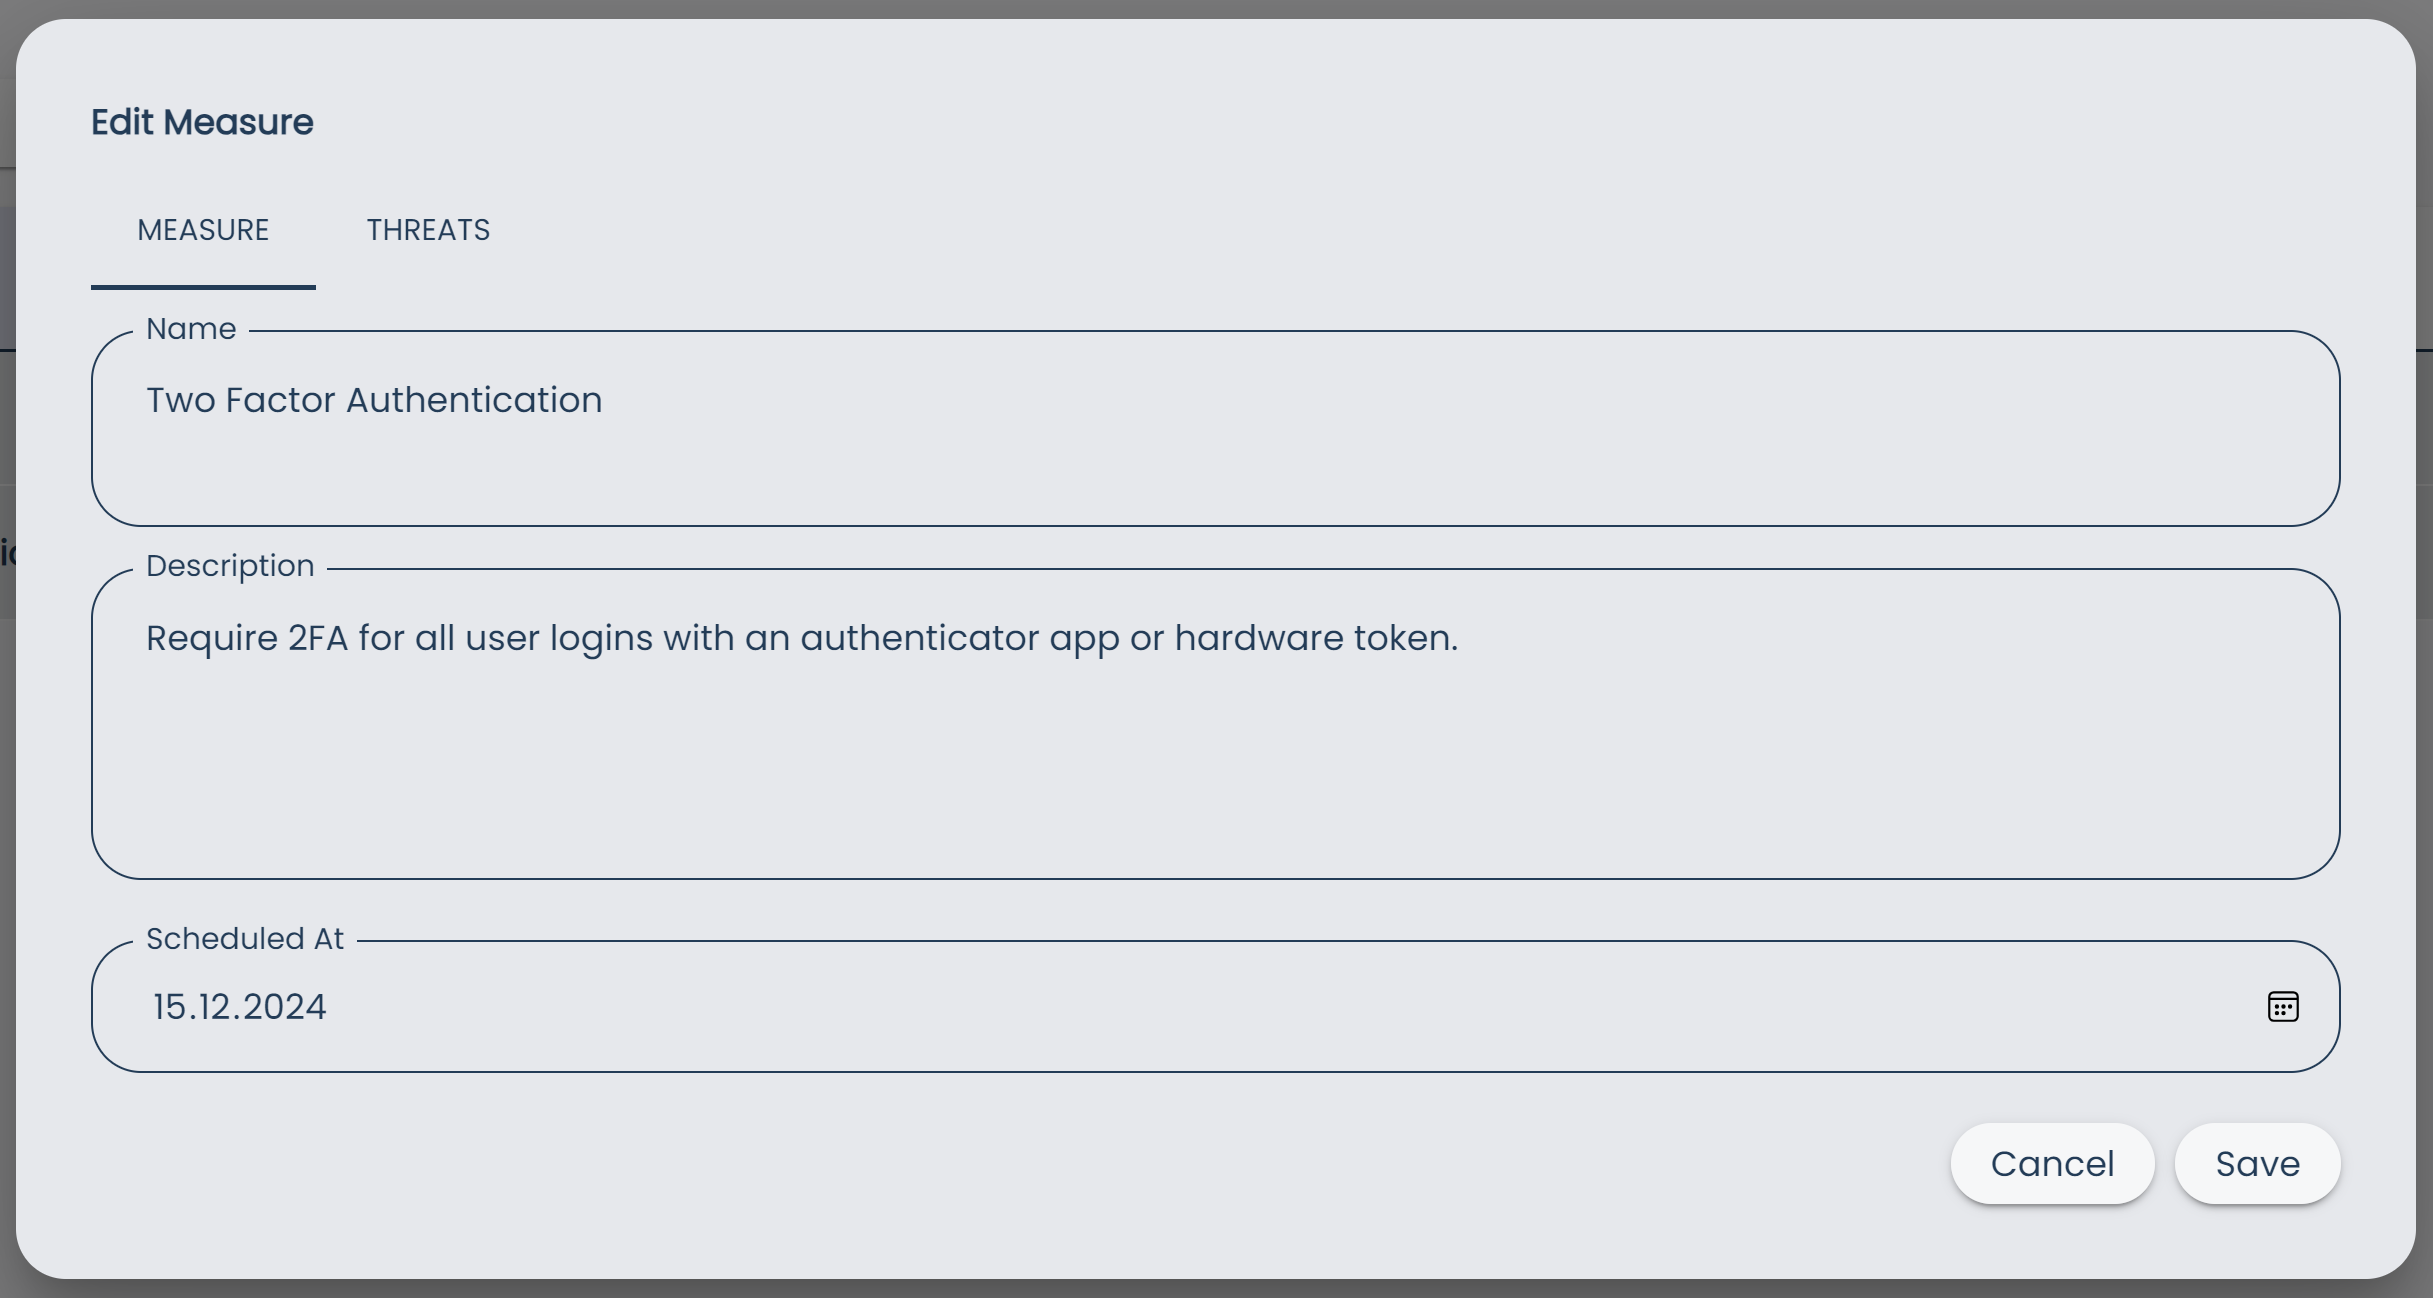 Edit Measure
MEASURE THREATS
Name
Two Factor Authentication
Description
Require 2FA for all user logins with an authenticator app or hardware token.
Scheduled At
15.12.2024
Cancel Save